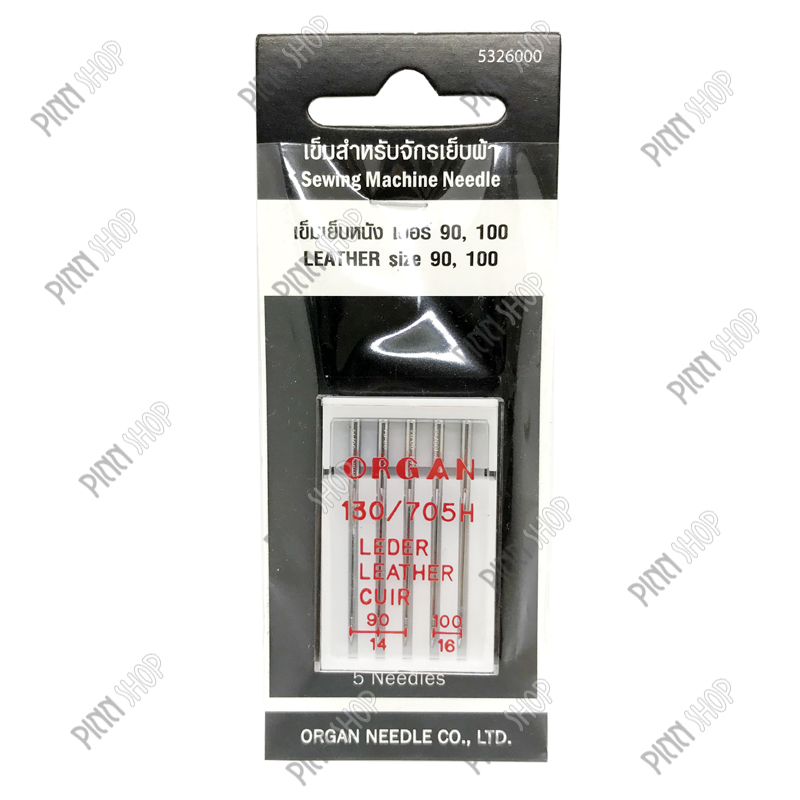 5326000
เข็มสำหรับจักรเย็บผ้า
Sewing Machine Needle
เข็มเย็บหนัง เบอร์ 90, 100
LEATHER size 90, 100
ORGAN
130/705H
LEDER
LEATHER
CUIR
90 100
14 16
5 Needles
ORGAN NEEDLE CO., LTD.
PINN SHOP